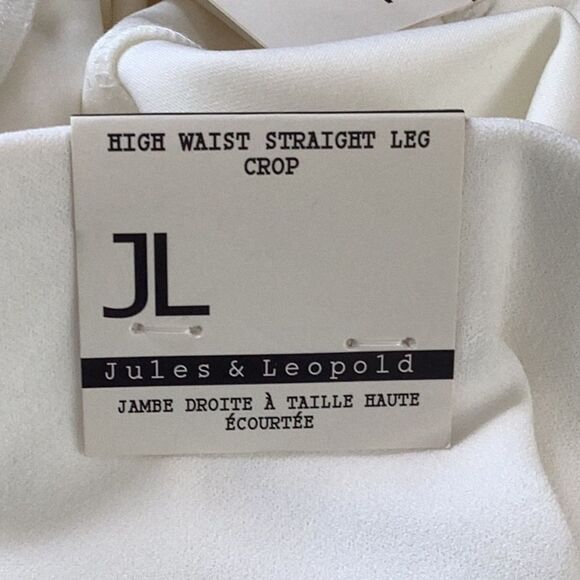 HIGH WAIST STRAIGHT LEG
CROP
JL
Jules & Leopold
JAMBE DROITE À TAILLE HAUTE
ÉCOURTÉE